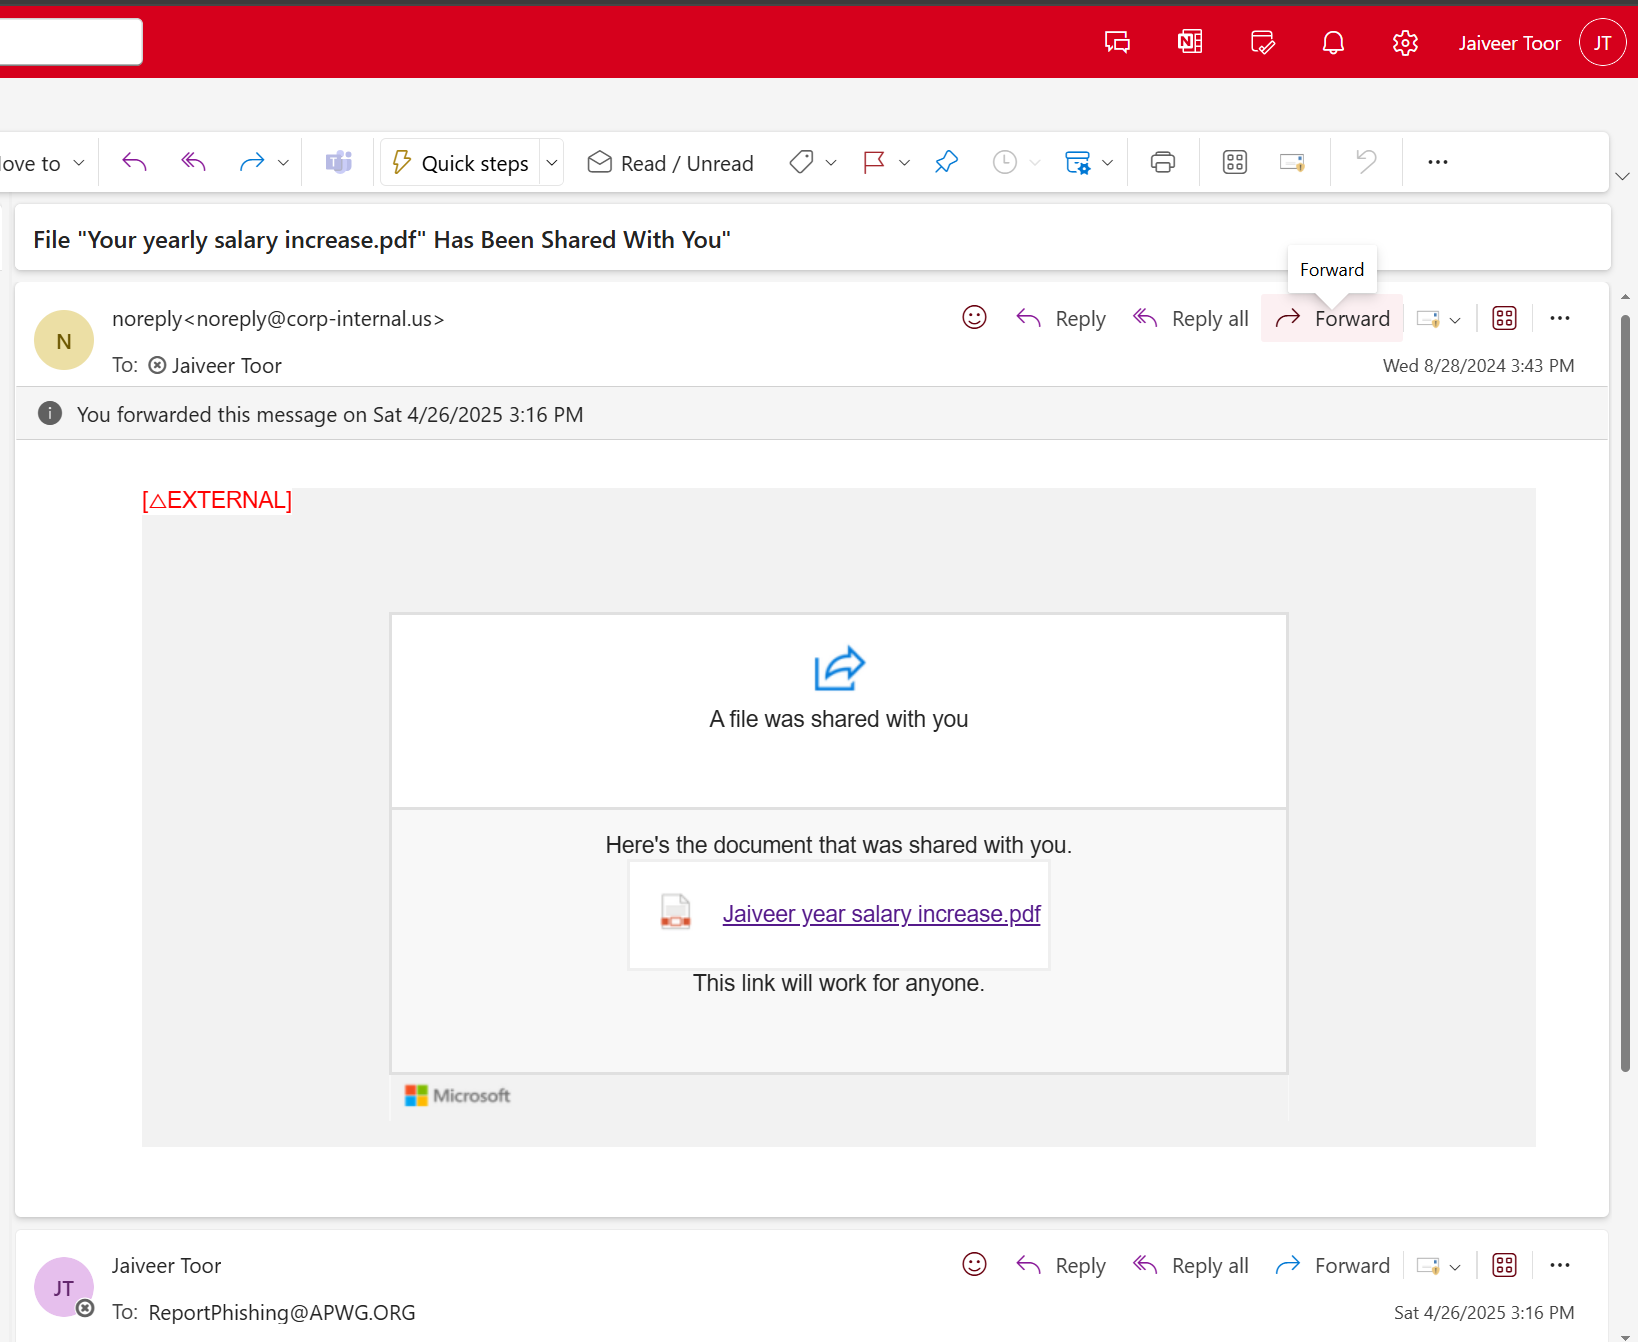 Jaiveer Toor JT
ove to Quick steps Read / Unread
File "Your yearly salary increase.pdf" Has Been Shared With You"
Forward
N
noreply<noreply@corp-internal.us>
Reply Reply all Forward
To: Jaiveer Toor
Wed 8/28/2024 3:43 PM
You forwarded this message on Sat 4/26/2025 3:16 PM
[⚠EXTERNAL]
A file was shared with you
Here's the document that was shared with you.
Jaiveer year salary increase.pdf
This link will work for anyone.
Microsoft
JT
Jaiveer Toor
Reply Reply all Forward
To: ReportPhishing@APWG.ORG
Sat 4/26/2025 3:16 PM